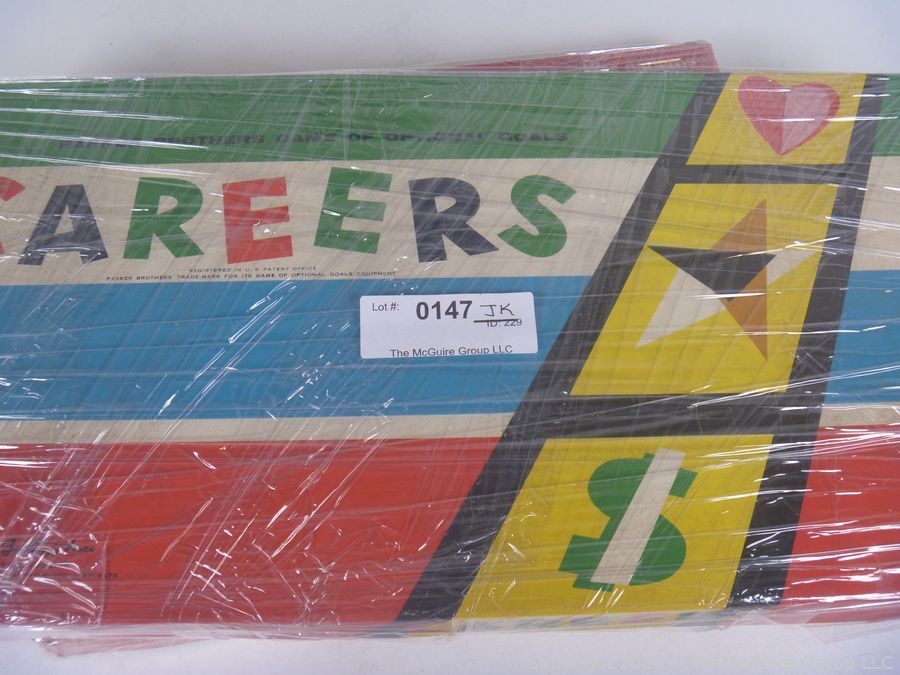 PARKER BROTHERS GAME OF OPTIONAL GOALS
CAREERS
REGISTERED IN U.S. PATENT OFFICE
PARKER BROTHERS TRADE-MARK FOR ITS GAME OF OPTIONAL GOALS EQUIPMENT
Lot #: 0147 JK
ID: 229
The McGuire Group LLC
$